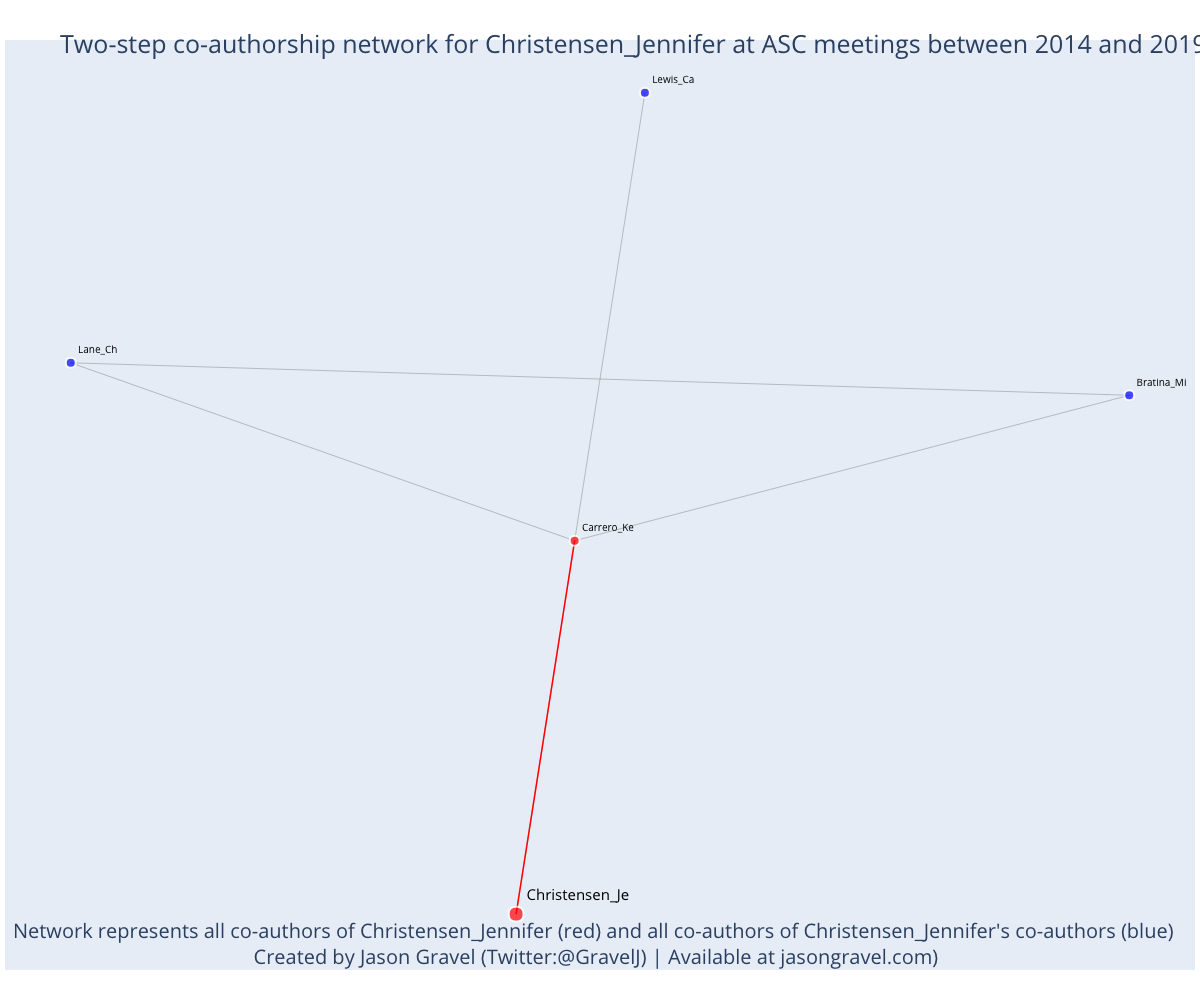 Two-step co-authorship network for Christensen_Jennifer at ASC meetings between 2014 and 2019
Lewis_Ca
Lane_Ch
Bratina_Mi
Carrero_Ke
Christensen_Je
Network represents all co-authors of Christensen_Jennifer (red) and all co-authors of Christensen_Jennifer's co-authors (blue)
Created by Jason Gravel (Twitter:@GravelJ) | Available at jasongravel.com)